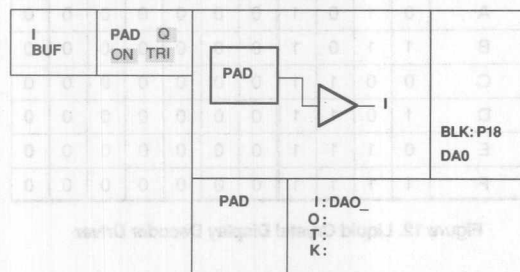 I
BUF
PAD Q
ON TRI
PAD
I
BLK: P18
DA0
PAD
I: DAO_
O:
T:
K: